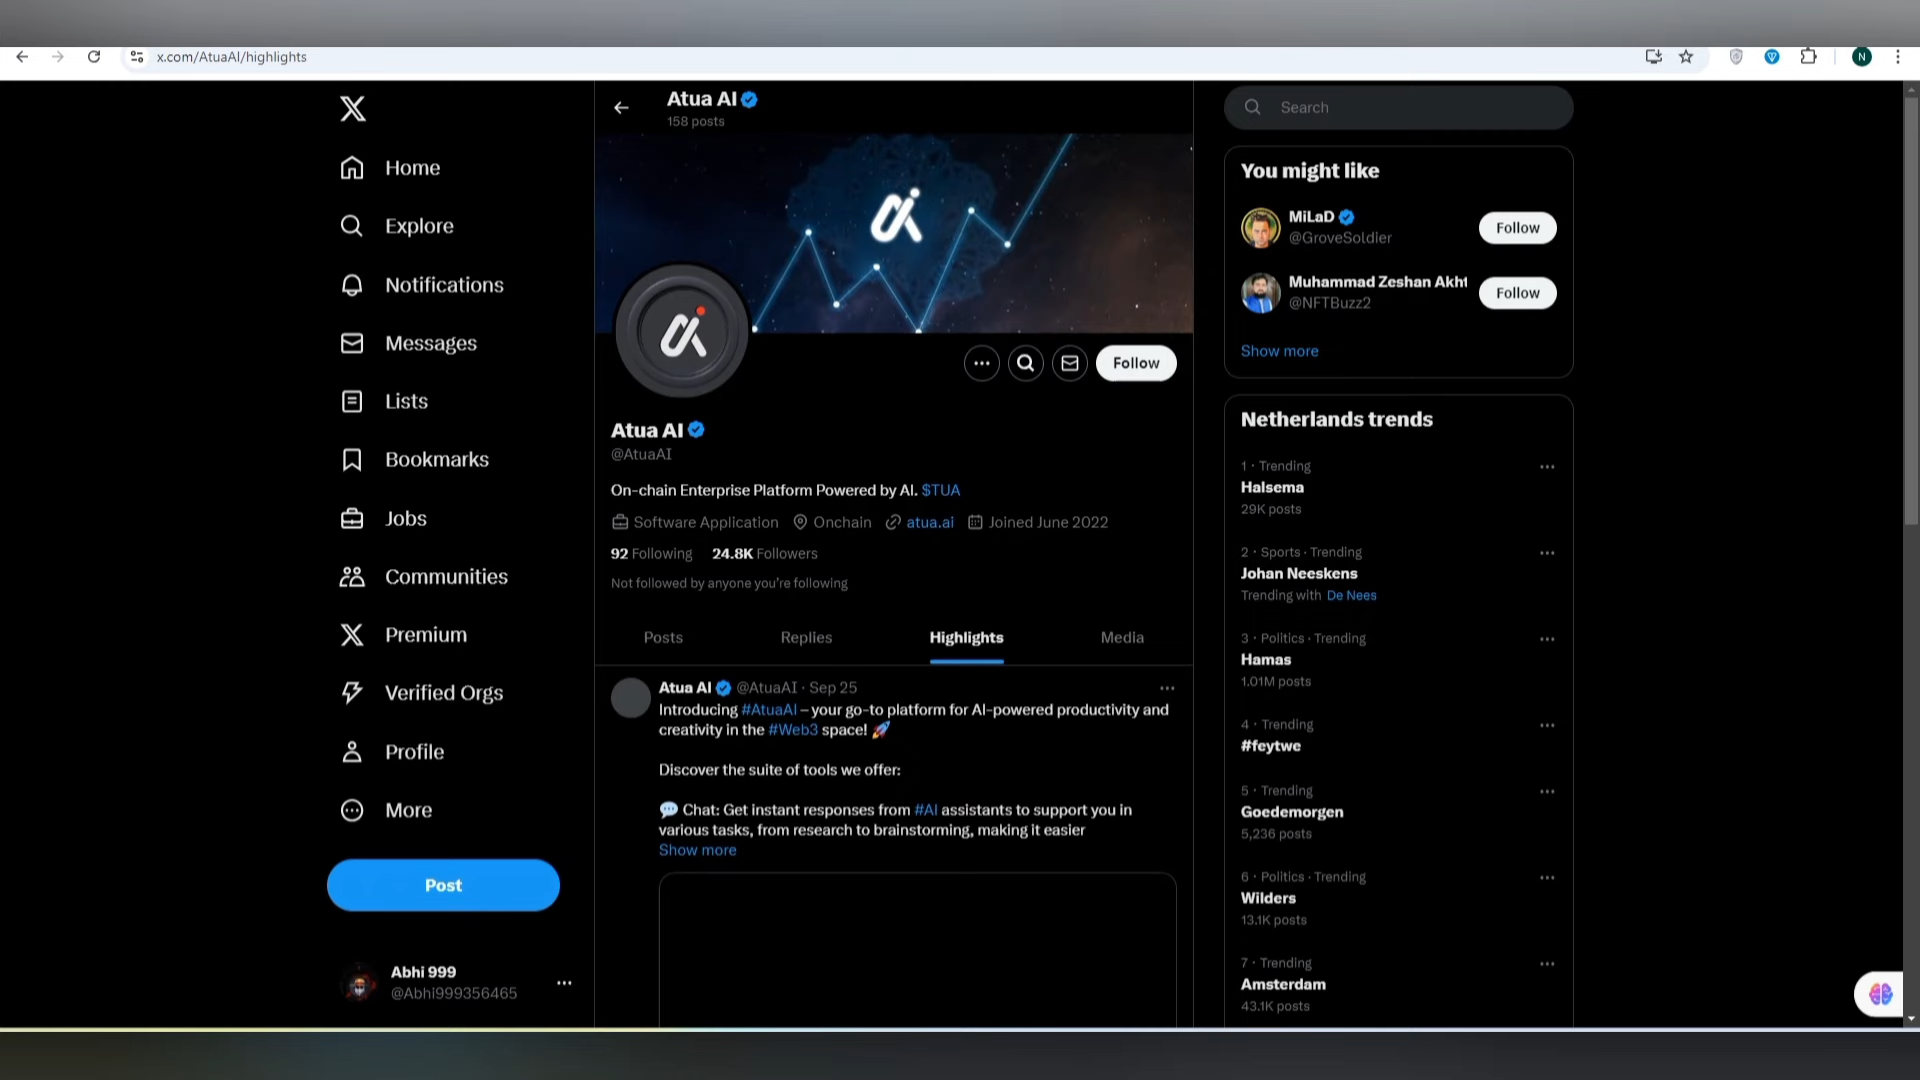 x.com/AtuaAI/highlights
N
Home
Explore
Notifications
Messages
Lists
Bookmarks
Jobs
Communities
Premium
Verified Orgs
Profile
More
Post
Abhi 999
@Abhi999356465
Atua AI
158 posts
Follow
Atua AI
@AtuaAI
On-chain Enterprise Platform Powered by AI. $TUA
Software Application Onchain atua.ai Joined June 2022
92 Following 24.8K Followers
Not followed by anyone you're following
Posts Replies Highlights Media
Atua AI @AtuaAI · Sep 25
Introducing #AtuaAI – your go-to platform for AI-powered productivity and
creativity in the #Web3 space! 🚀
Discover the suite of tools we offer:
💬 Chat: Get instant responses from #AI assistants to support you in
various tasks, from research to brainstorming, making it easier
Show more
Search
You might like
MiLaD
@GroveSoldier
Follow
Muhammad Zeshan Akht
@NFTBuzz2
Follow
Show more
Netherlands trends
1 · Trending
Halsema
29K posts
2 · Sports · Trending
Johan Neeskens
Trending with De Nees
3 · Politics · Trending
Hamas
1.01M posts
4 · Trending
#feytwe
5 · Trending
Goedemorgen
5,236 posts
6 · Politics · Trending
Wilders
13.1K posts
7 · Trending
Amsterdam
43.1K posts